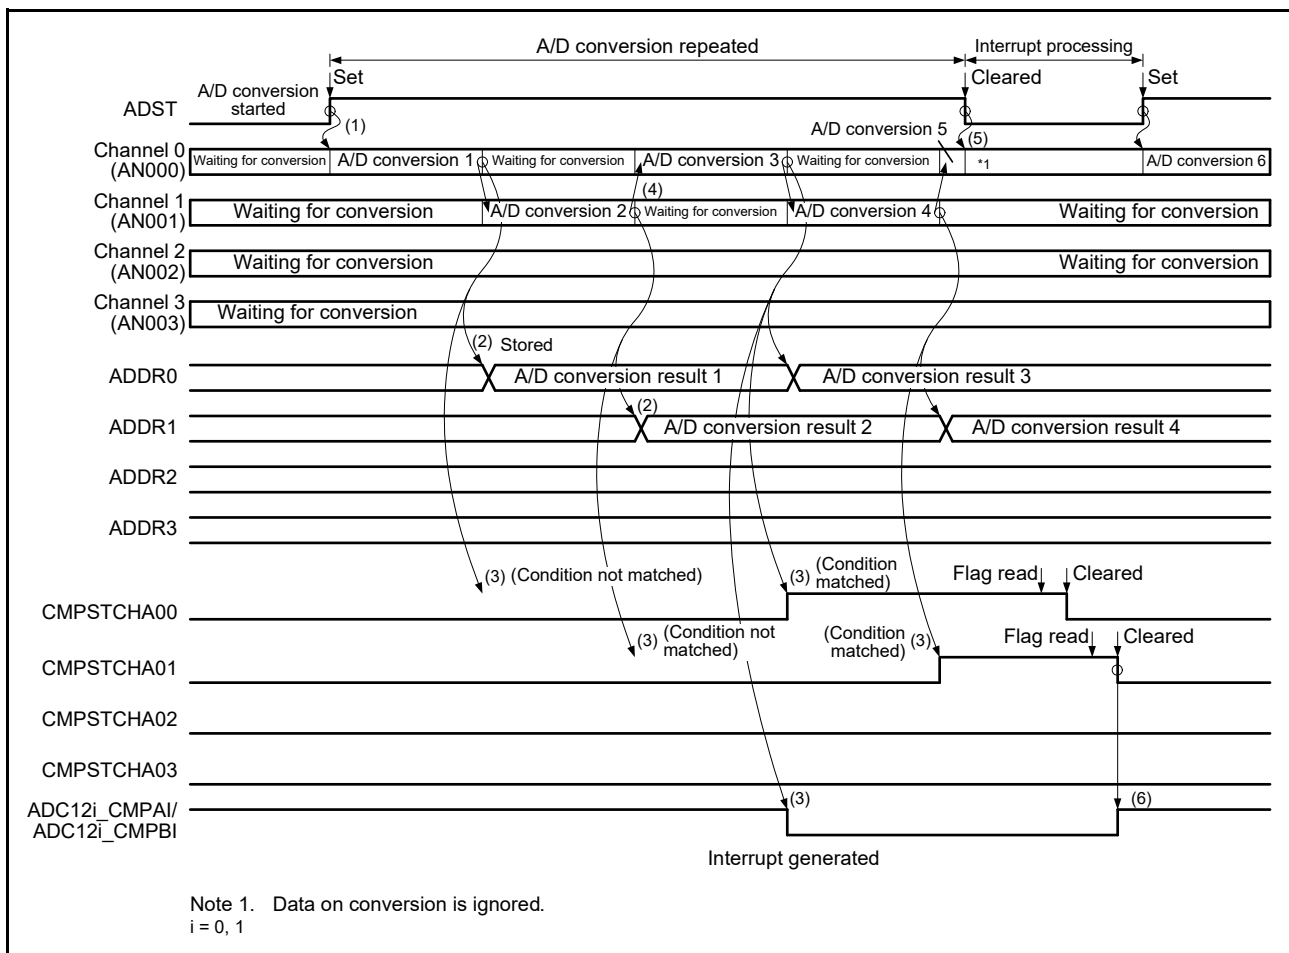 A/D conversion repeated
Interrupt processing
Set
Cleared
Set
A/D conversion
started
ADST
(1)
A/D conversion 5
(5)
Channel 0
(AN000)
Waiting for conversion
A/D conversion 1
Waiting for conversion
A/D conversion 3
Waiting for conversion
*1
A/D conversion 6
(4)
Channel 1
(AN001)
Waiting for conversion
A/D conversion 2
Waiting for conversion
A/D conversion 4
Waiting for conversion
Channel 2
(AN002)
Waiting for conversion
Waiting for conversion
Channel 3
(AN003)
Waiting for conversion
(2) Stored
ADDR0
A/D conversion result 1
A/D conversion result 3
(2)
ADDR1
A/D conversion result 2
A/D conversion result 4
ADDR2
ADDR3
(3) (Condition not matched)
(3) (Condition
matched)
Flag read
Cleared
CMPSTCHA00
(3) (Condition not
matched)
(Condition
matched) (3)
Flag read
Cleared
CMPSTCHA01
CMPSTCHA02
CMPSTCHA03
ADC12i_CMPAI/
ADC12i_CMPBI
(3)
(6)
Interrupt generated
Note 1. Data on conversion is ignored.
i = 0, 1